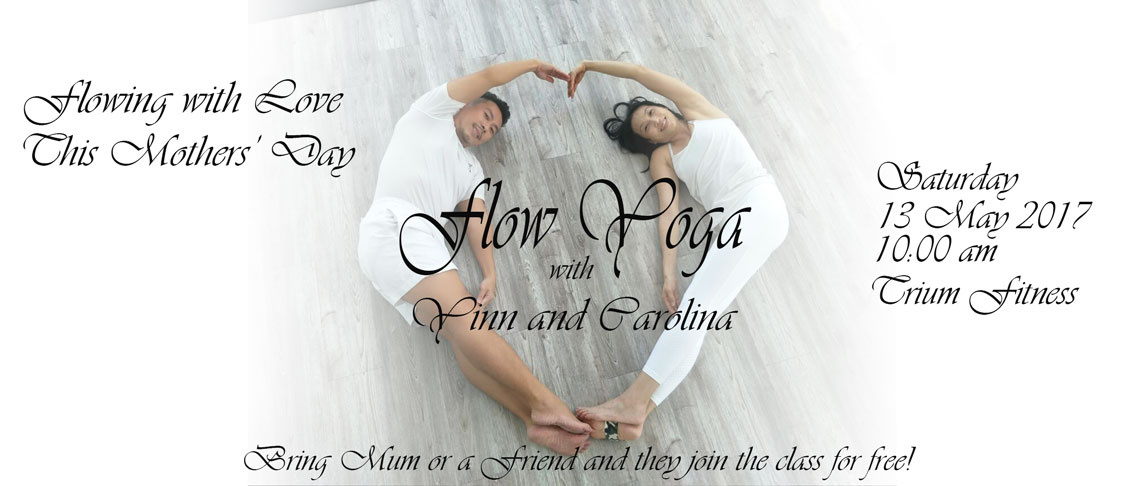 Flowing with Love
This Mothers' Day
Flow Yoga
with
Yinn and Carolina
Saturday
13 May 2017
10:00 am
Trium Fitness
Bring Mum or a Friend and they join the class for free!